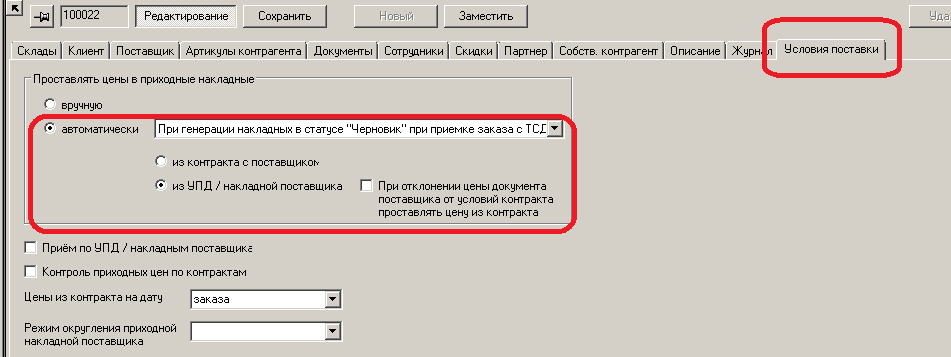 100022 Редактирование Сохранить Новый Заместить
Склады Клиент Поставщик Артикулы контрагента Документы Сотрудники Скидки Партнер Собств. контрагент Описание Журнал Условия поставки
Проставлять цены в приходные накладные
вручную
автоматически При генерации накладных в статусе "Черновик" при приемке заказа с ТСД
из контракта с поставщиком
из УПД / накладной поставщика При отклонении цены документа
поставщика от условий контракта
проставлять цену из контракта
Приём по УПД / накладным поставщика
Контроль приходных цен по контрактам
Цены из контракта на дату заказа
Режим округления приходной
накладной поставщика